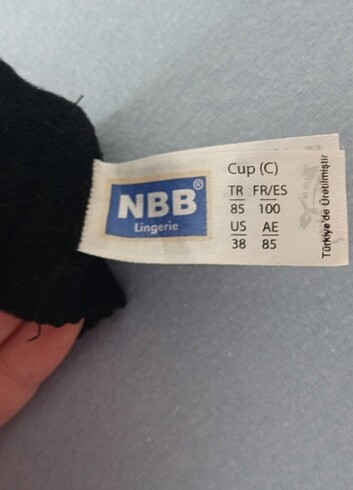 NBB®
Lingerie
Cup (C)
TR FR/ES
85 100
US AE
38 85
Türkiye'de Üretilmiştir